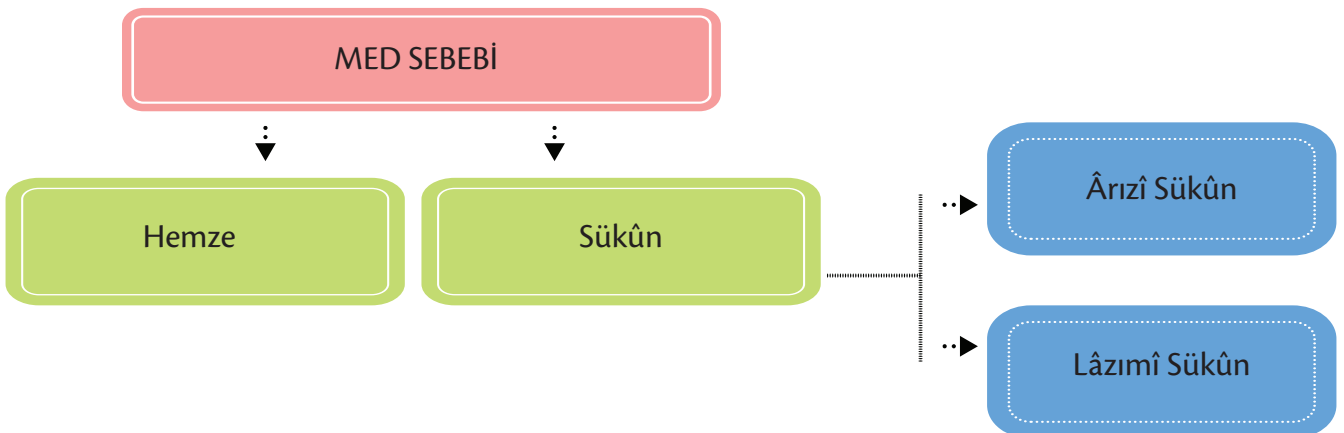 MED SEBEBİ
Hemze
Sükûn
Ârızî Sükûn
Lâzımî Sükûn